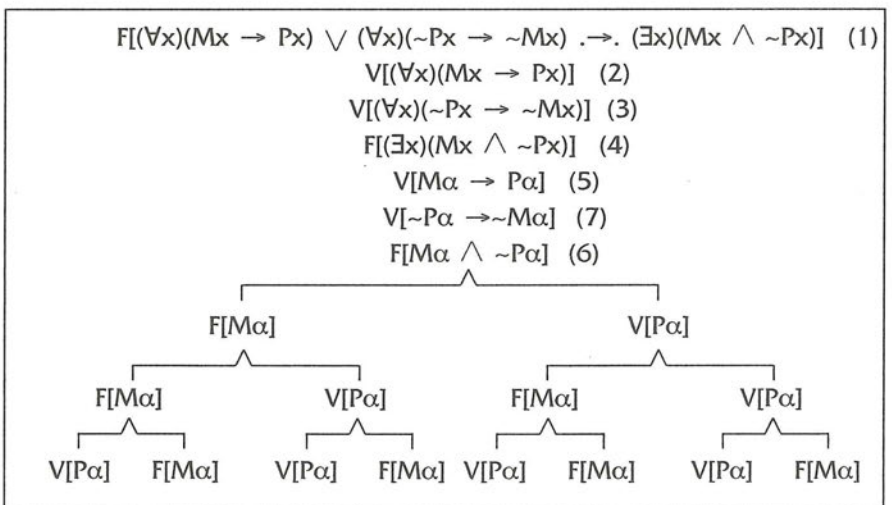 F[(∀x)(Mx → Px) ∨ (∀x)(~Px → ~Mx) .→. (∃x)(Mx ∧ ~Px)] (1)
V[(∀x)(Mx → Px)] (2)
V[(∀x)(~Px → ~Mx)] (3)
F[(∃x)(Mx ∧ ~Px)] (4)
V[Mα → Pα] (5)
V[~Pα →~Mα] (7)
F[Mα ∧ ~Pα] (6)
F[Mα] V[Pα]
F[Mα] V[Pα] F[Mα] V[Pα]
V[Pα] F[Mα] V[Pα] F[Mα] V[Pα] F[Mα] V[Pα] F[Mα]